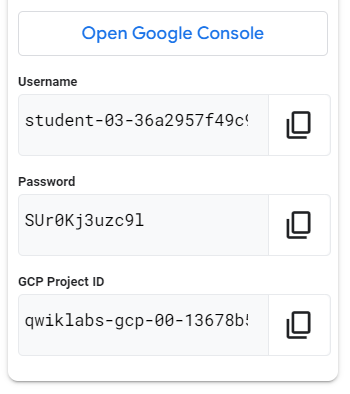 Open Google Console
Username
student-03-36a2957f49c
Password
SUr0Kj3uzc9l
GCP Project ID
qwiklabs-gcp-00-13678b